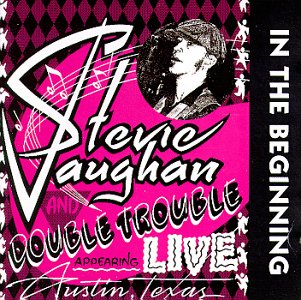 Stevie
Vaughan
AND
DOUBLE TROUBLE
APPEARING
LIVE
Austin, Texas
IN THE BEGINNING